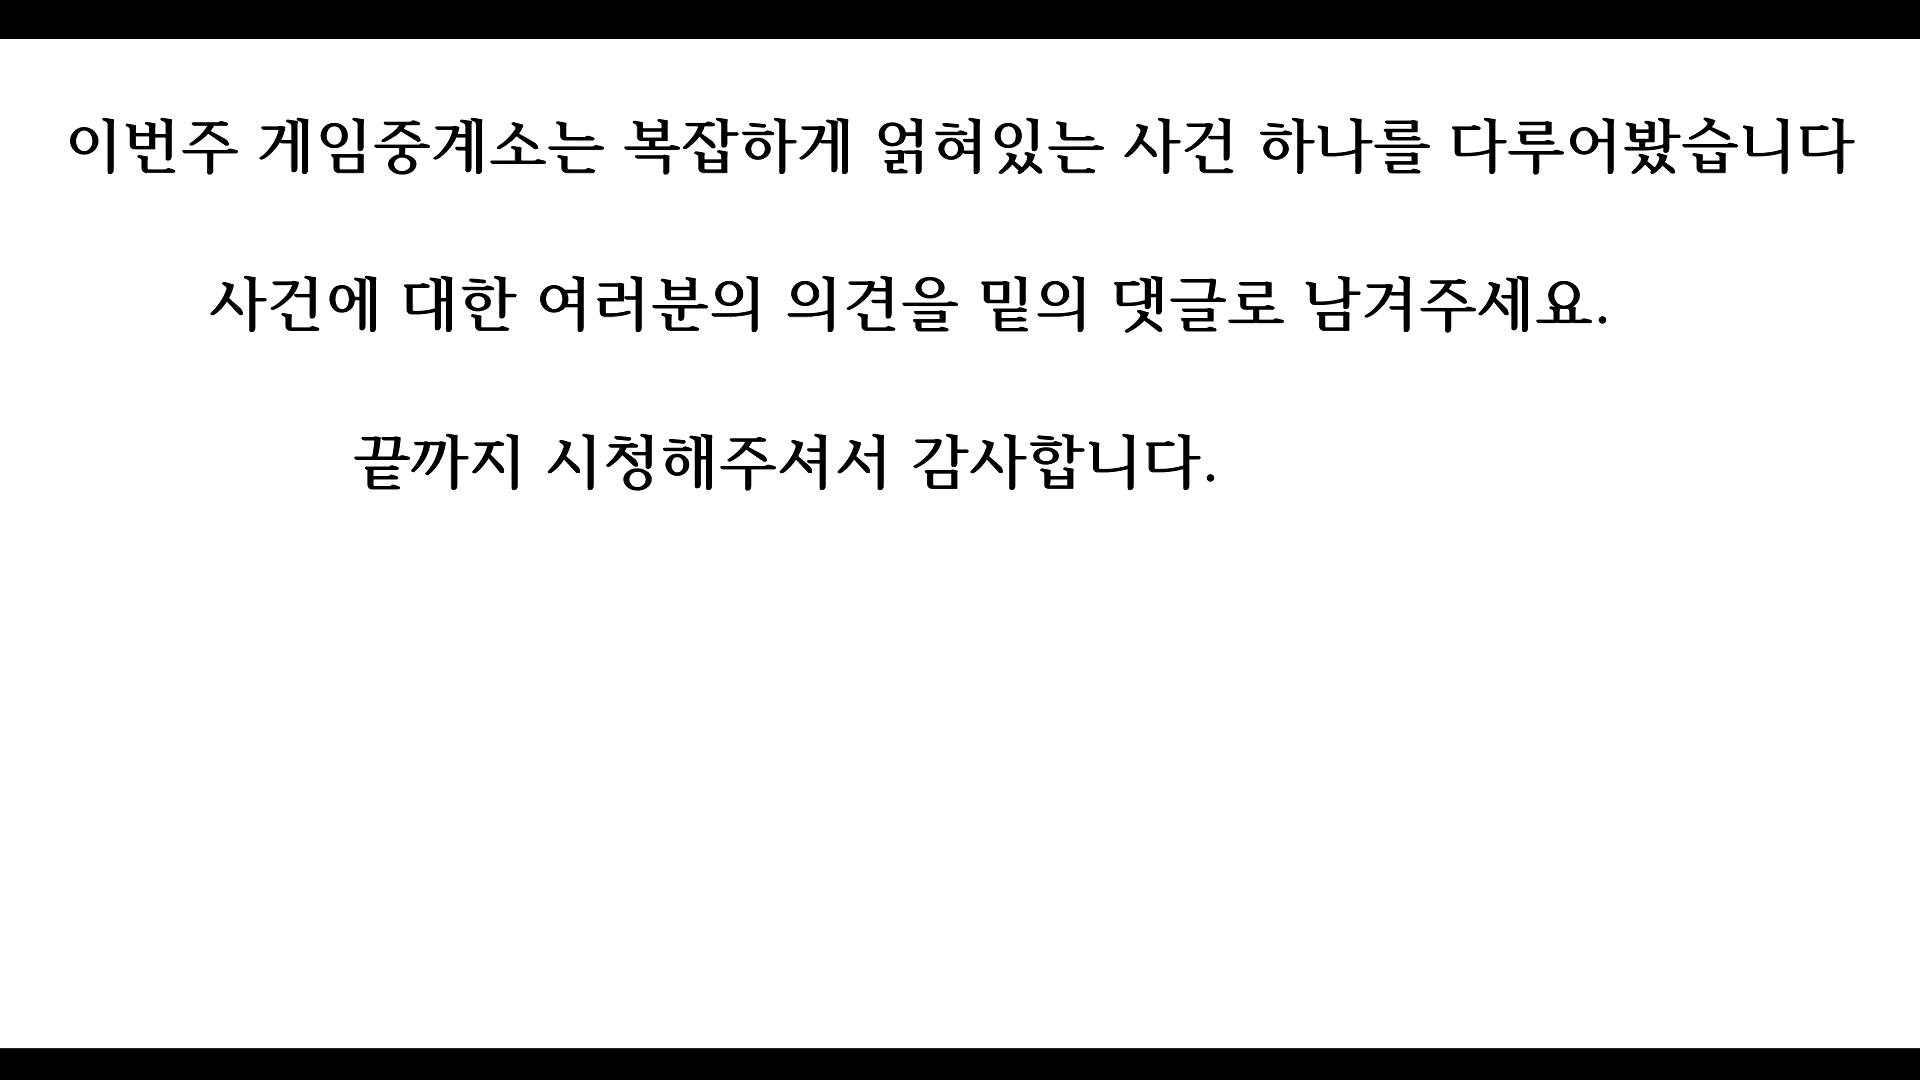 이번주 게임중계소는 복잡하게 얽혀있는 사건 하나를 다루어봤습니다
사건에 대한 여러분의 의견을 밑의 댓글로 남겨주세요.
끝까지 시청해주셔서 감사합니다.